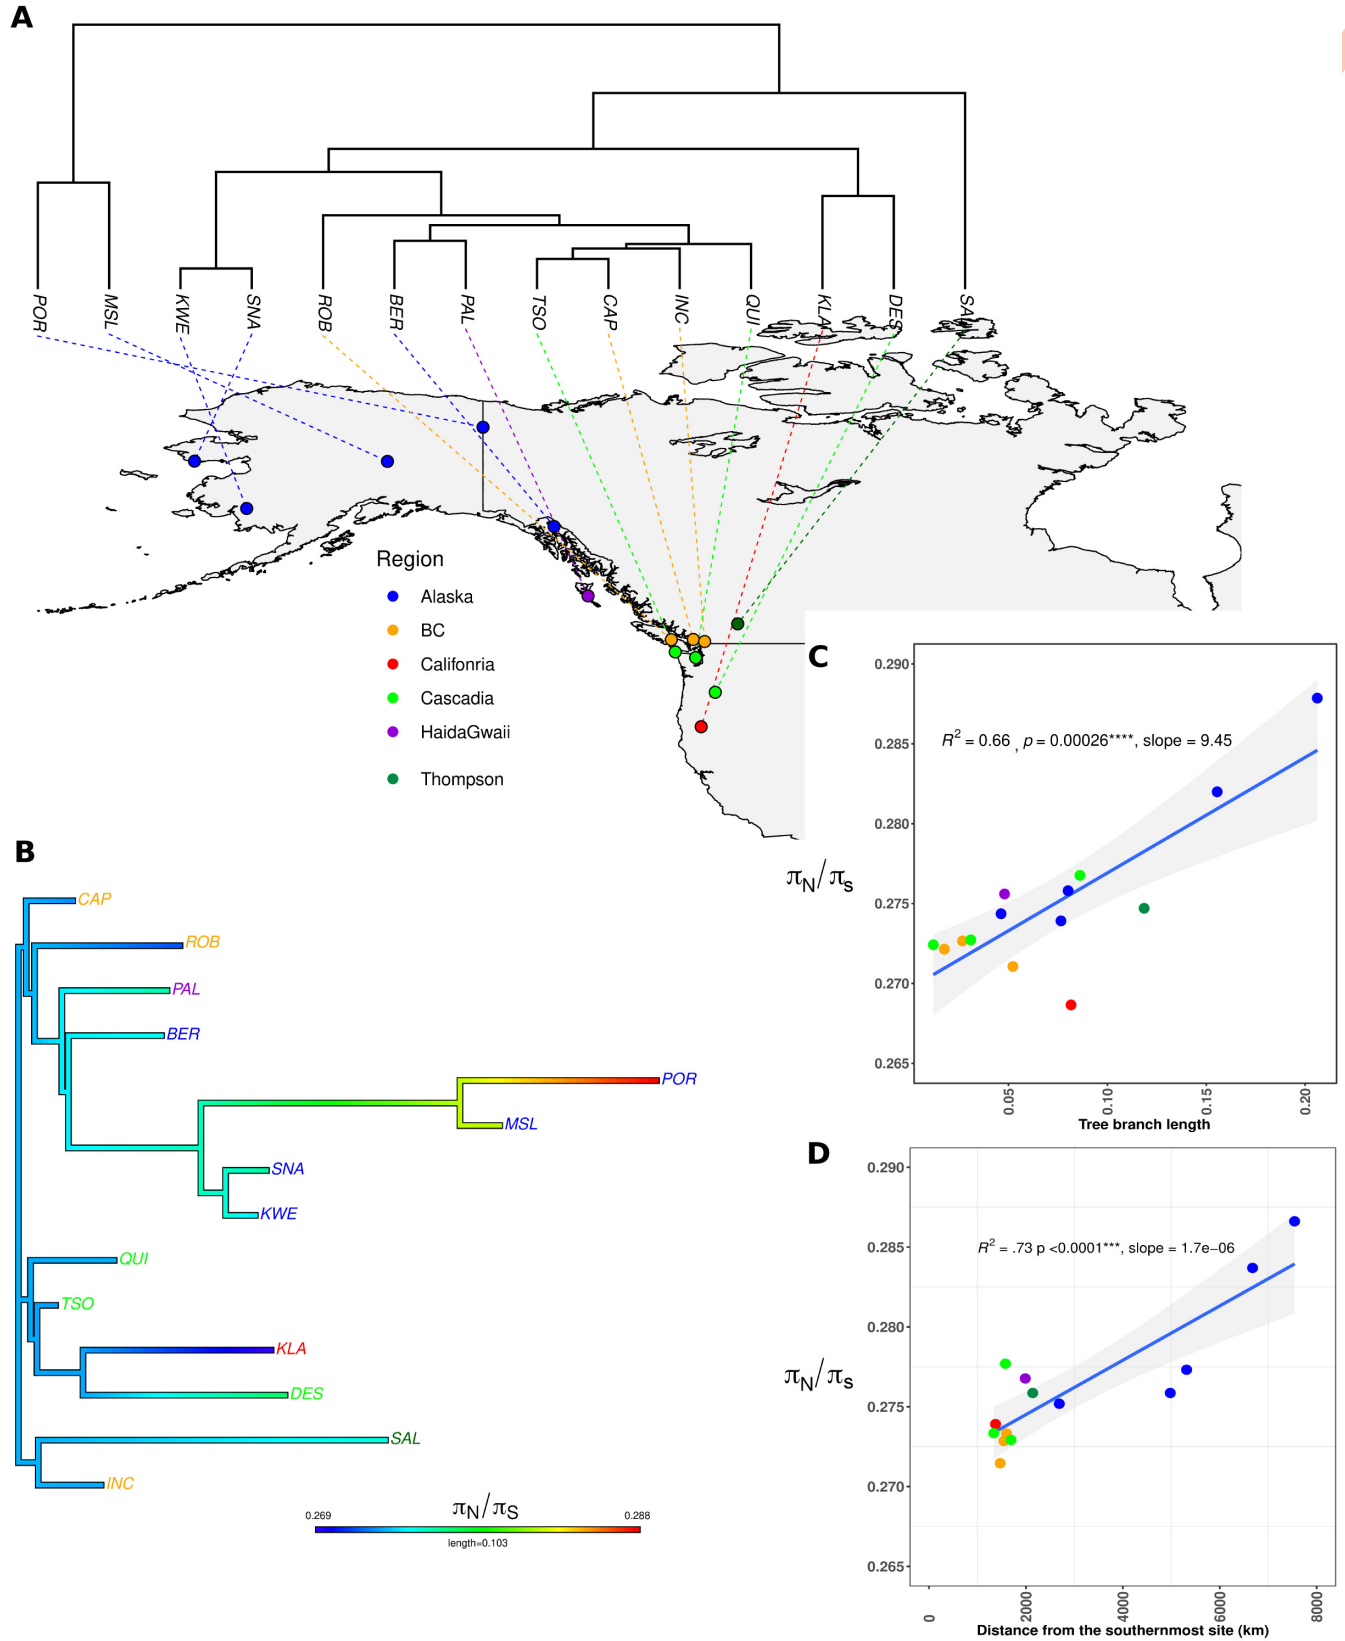 A
POR
MSL
KWE
SNA
ROB
BER
PAL
TSO
CAP
INC
QUI
KLA
DES
SAL
Region
Alaska
BC
Califonria
Cascadia
HaidaGwaii
Thompson
C
0.290
0.285
0.280
0.275
0.270
0.265
πN/πs
R2 = 0.66 , p = 0.00026****, slope = 9.45
0.05
0.10
0.15
0.20
Tree branch length
B
CAP
ROB
PAL
BER
POR
MSL
SNA
KWE
QUI
TSO
KLA
DES
SAL
INC
πN/πS
0.269
0.288
length=0.103
D
0.290
0.285
0.280
0.275
0.270
0.265
πN/πs
R2 = .73 p <0.0001***, slope = 1.7e−06
0
2000
4000
6000
8000
Distance from the southernmost site (km)